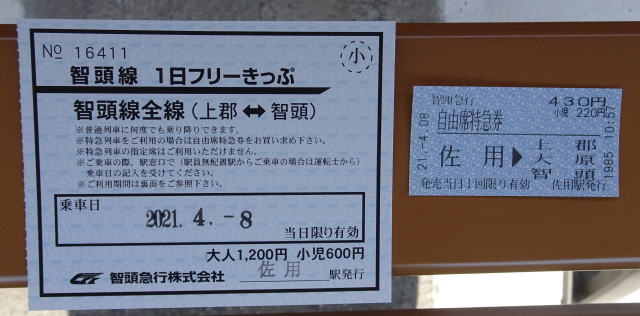 No 16411
小
智頭線 1日フリーきっぷ
智頭線全線(上郡⬌智頭)
※普通列車に何度でも乗り降りできます。
※特急列車をご利用の場合は自由席特急券をお買い求め下さい。
※特急列車の指定席はご利用いただけません。
※ご乗車の際、駅窓口で(駅員無配置駅からご乗車の場合は運転士から)
乗車日の記入を受けてください。
※ご利用期間は裏面をご参照下さい。
乗車日
2021.4.-8
当日限り有効
大人1,200円 小児600円
智頭急行株式会社 佐用 駅発行
智頭急行 430円
自由席特急券 小児 220円
21.-4.08
佐用▶上郡
大原
智頭
発売当日1回限り有効 佐用駅発行
1985 10:57